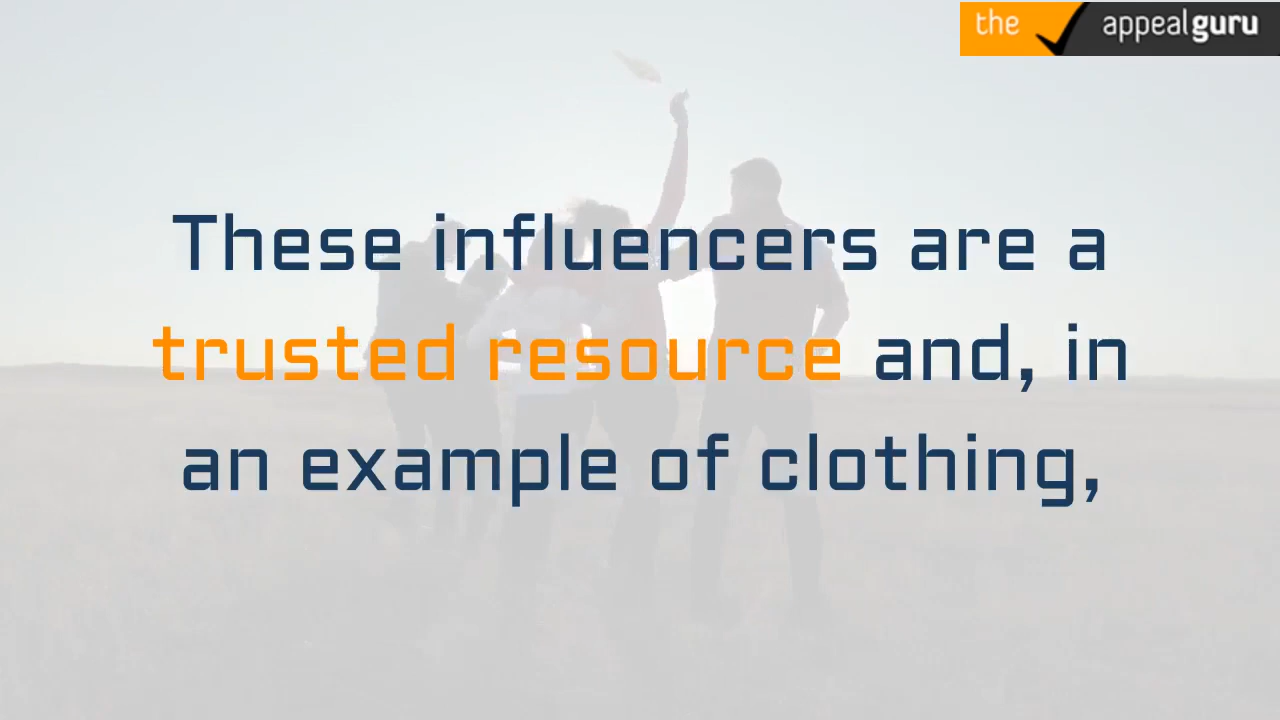 the appealguru
These influencers are a
trusted resource and, in
an example of clothing,